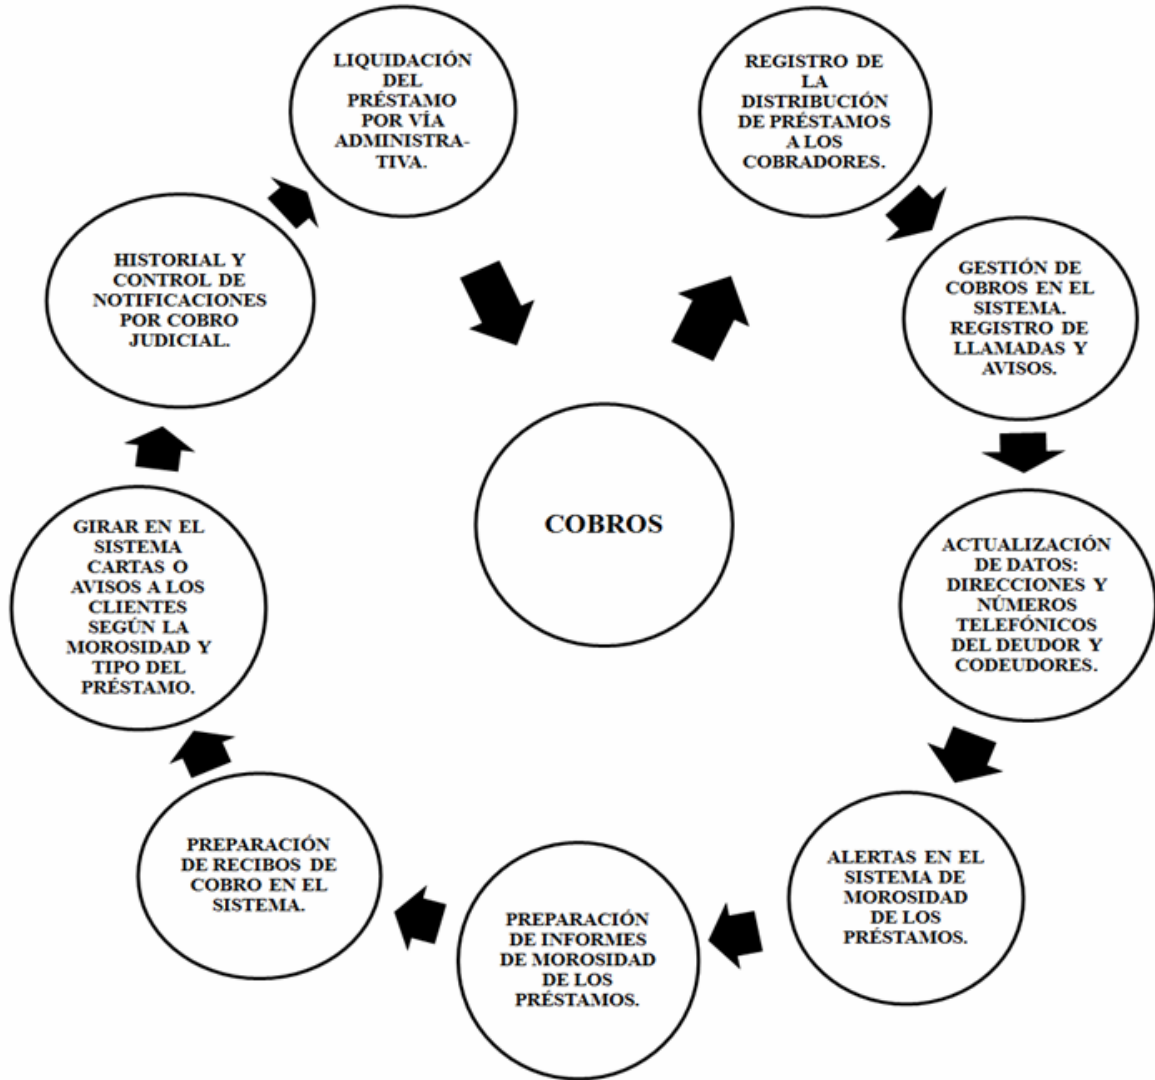 LIQUIDACIÓN
DEL
PRÉSTAMO
POR VÍA
ADMINISTRA-
TIVA.
REGISTRO DE
LA
DISTRIBUCIÓN
DE PRÉSTAMOS
A LOS
COBRADORES.
HISTORIAL Y
CONTROL DE
NOTIFICACIONES
POR COBRO
JUDICIAL.
GESTIÓN DE
COBROS EN EL
SISTEMA.
REGISTRO DE
LLAMADAS Y
AVISOS.
COBROS
GIRAR EN EL
SISTEMA
CARTAS O
AVISOS A LOS
CLIENTES
SEGÚN LA
MOROSIDAD Y
TIPO DEL
PRÉSTAMO.
ACTUALIZACIÓN
DE DATOS:
DIRECCIONES Y
NÚMEROS
TELEFÓNICOS
DEL DEUDOR Y
CODEUDORES.
PREPARACIÓN
DE RECIBOS DE
COBRO EN EL
SISTEMA.
PREPARACIÓN
DE INFORMES
DE MOROSIDAD
DE LOS
PRÉSTAMOS.
ALERTAS EN EL
SISTEMA DE
MOROSIDAD
DE LOS
PRÉSTAMOS.